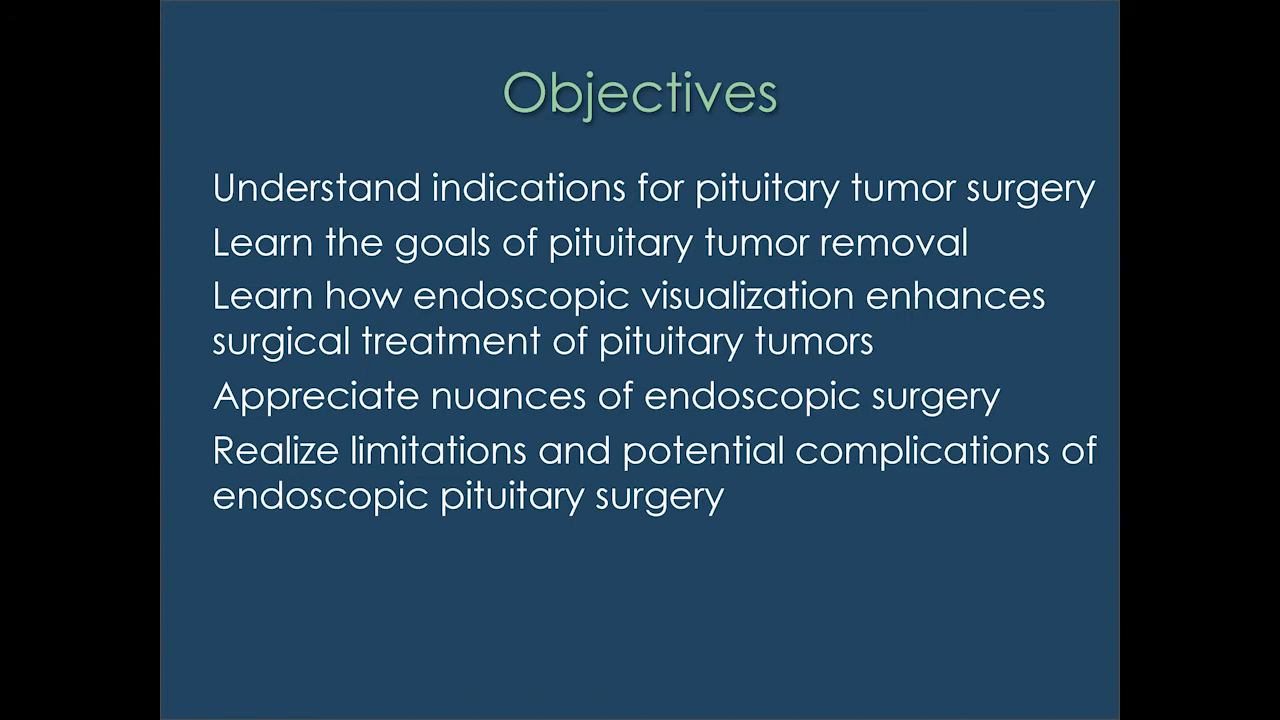 Objectives
Understand indications for pituitary tumor surgery
Learn the goals of pituitary tumor removal
Learn how endoscopic visualization enhances
surgical treatment of pituitary tumors
Appreciate nuances of endoscopic surgery
Realize limitations and potential complications of
endoscopic pituitary surgery